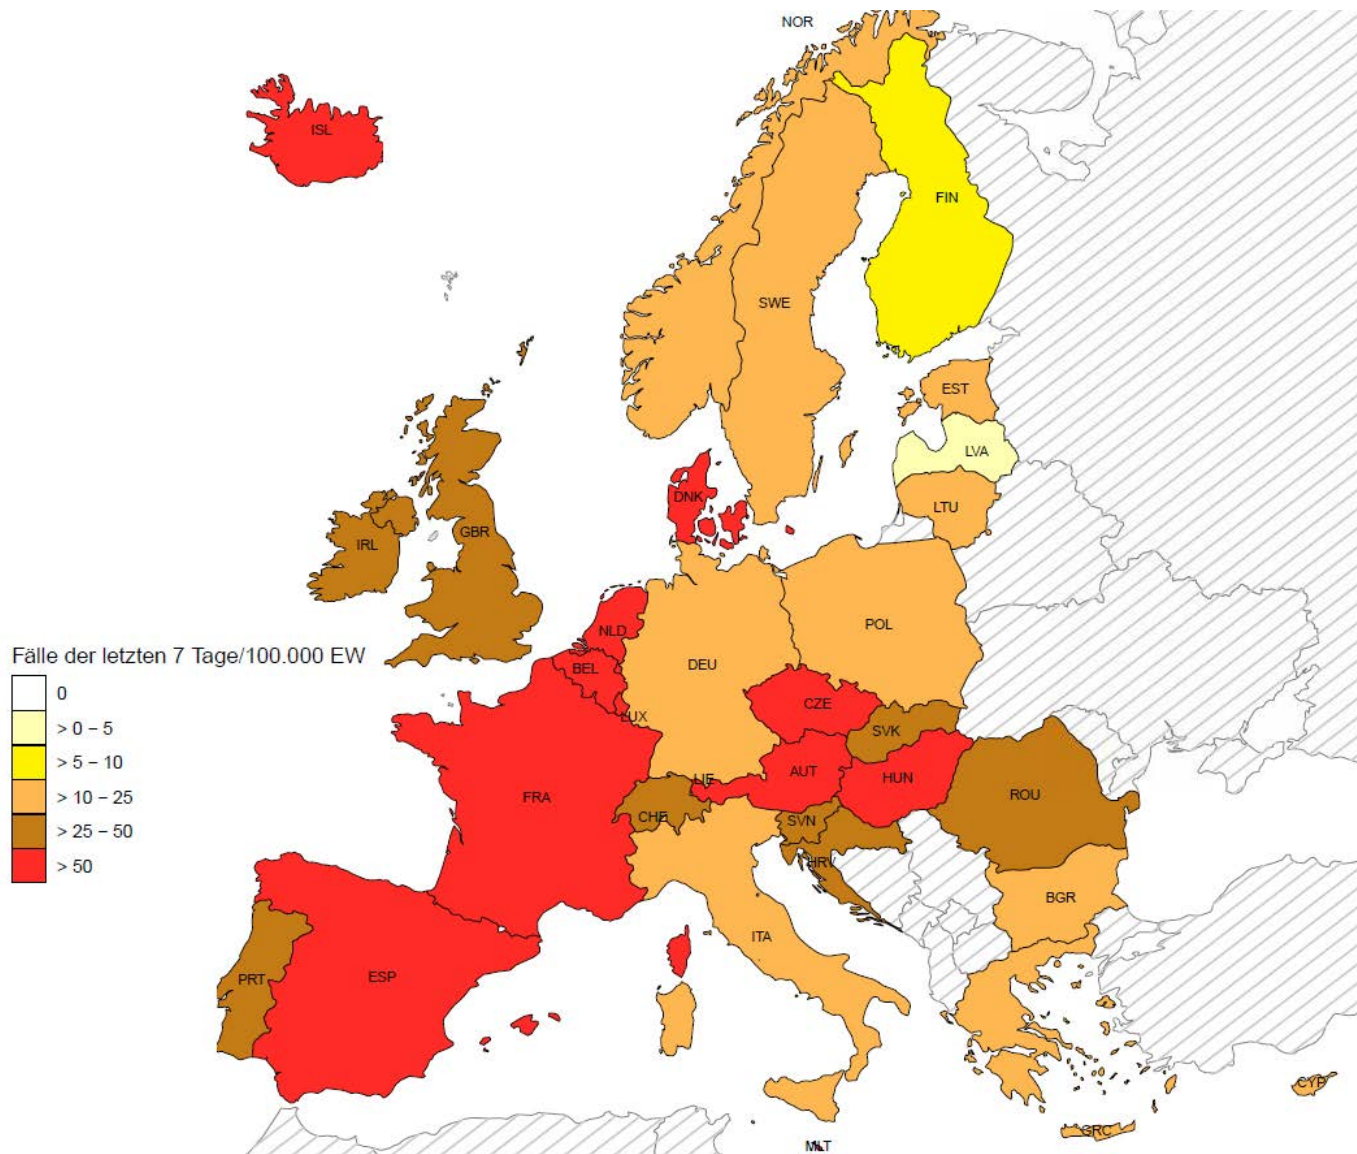 NOR
ISL
FIN
SWE
EST
LVA
LTU
DNK
GBR
IRL
NLD
POL
BEL
DEU
Fälle der letzten 7 Tage/100.000 EW
0
> 0 – 5
> 5 – 10
> 10 – 25
> 25 – 50
> 50
CZE
LUX
SVK
LIE
AUT
HUN
FRA
ROU
CHE
SVN
HRV
BGR
ITA
PRT
ESP
CYP
GRC
MLT